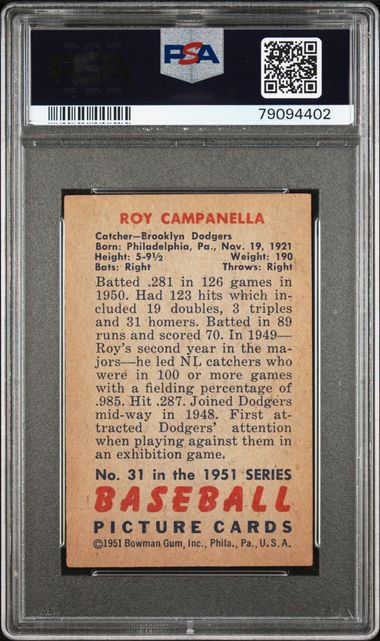 PSA
PSA
79094402
ROY CAMPANELLA
Catcher—Brooklyn Dodgers
Born: Philadelphia, Pa., Nov. 19, 1921
Height: 5-9½ Weight: 190
Bats: Right Throws: Right
Batted .281 in 126 games in
1950. Had 123 hits which in-
cluded 19 doubles, 3 triples
and 31 homers. Batted in 89
runs and scored 70. In 1949—
Roy's second year in the ma-
jors—he led NL catchers who
were in 100 or more games
with a fielding percentage of
.985. Hit .287. Joined Dodgers
mid-way in 1948. First at-
tracted Dodgers' attention
when playing against them in
an exhibition game.
No. 31 in the 1951 SERIES
BASEBALL
PICTURE CARDS
©1951 Bowman Gum, Inc., Phila., Pa., U.S.A.